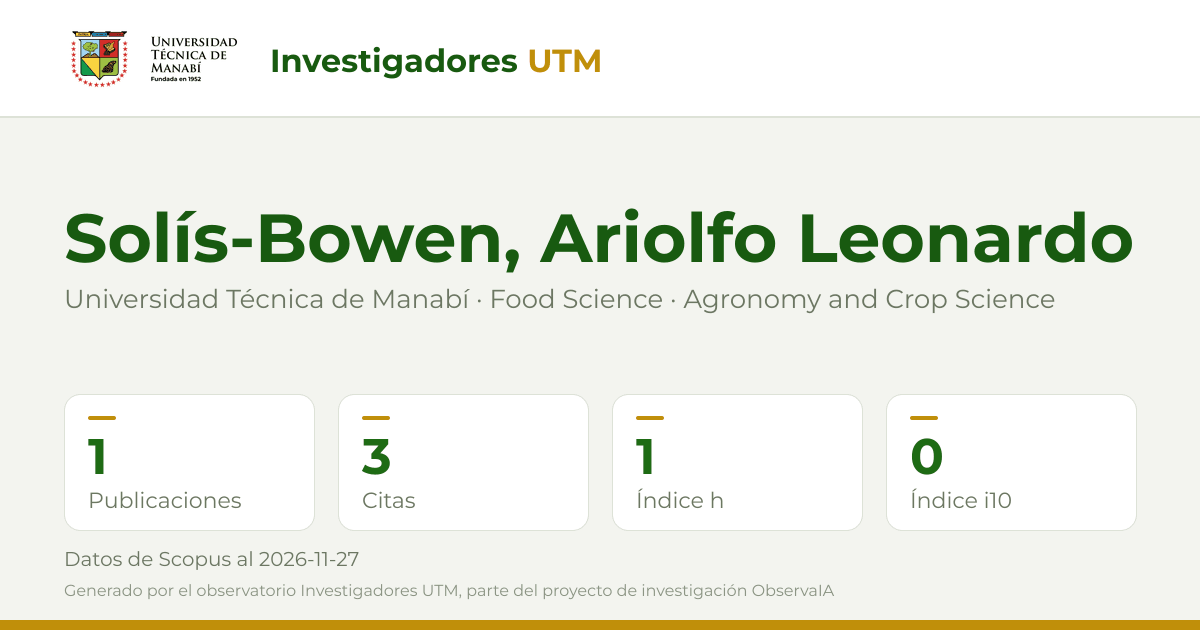 UNIVERSIDAD
TÉCNICA DE
MANABÍ
Fundada en 1952
Investigadores UTM
Solís-Bowen, Ariolfo Leonardo
Universidad Técnica de Manabí · Food Science · Agronomy and Crop Science
1
Publicaciones
3
Citas
1
Índice h
0
Índice i10
Datos de Scopus al 2026-11-27
Generado por el observatorio Investigadores UTM, parte del proyecto de investigación ObservaIA